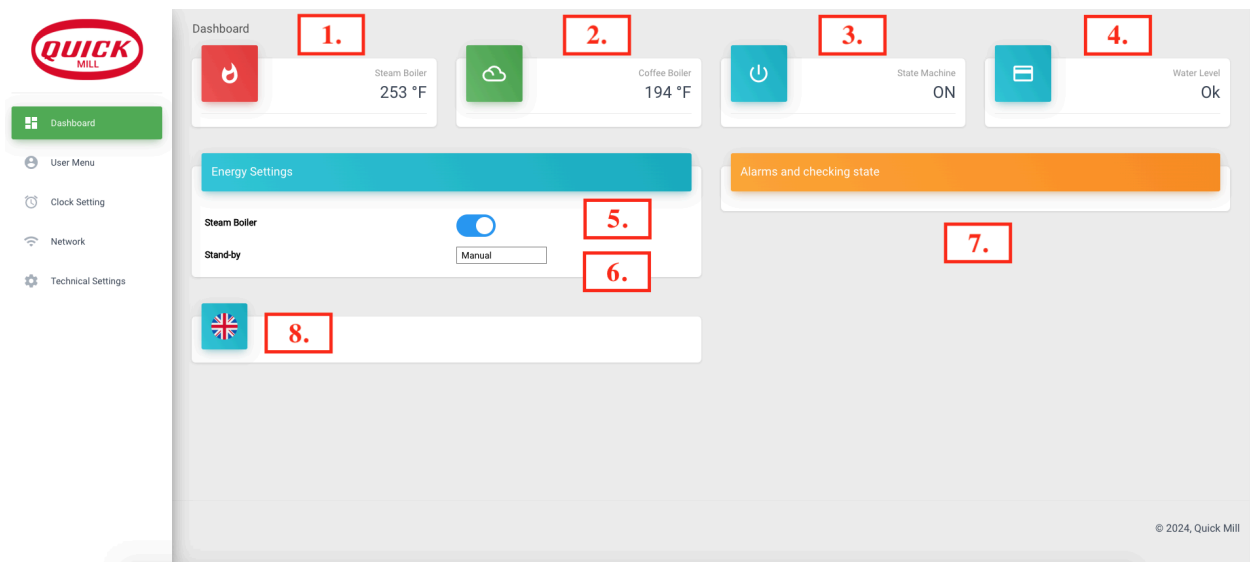 QUICK
MILL
Dashboard
User Menu
Clock Setting
Network
Technical Settings
Dashboard
1.
Steam Boiler
253 °F
2.
Coffee Boiler
194 °F
3.
State Machine
ON
4.
Water Level
Ok
Energy Settings
Steam Boiler
5.
Stand-by
Manual
6.
Alarms and checking state
7.
8.
© 2024, Quick Mill